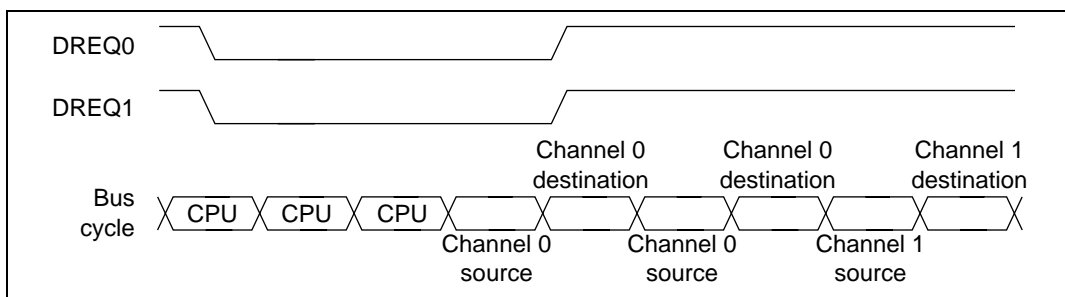 DREQ0
DREQ1
Channel 0 Channel 0 Channel 1
destination destination destination
Bus
cycle
CPU CPU CPU
Channel 0 Channel 0 Channel 1
source source source